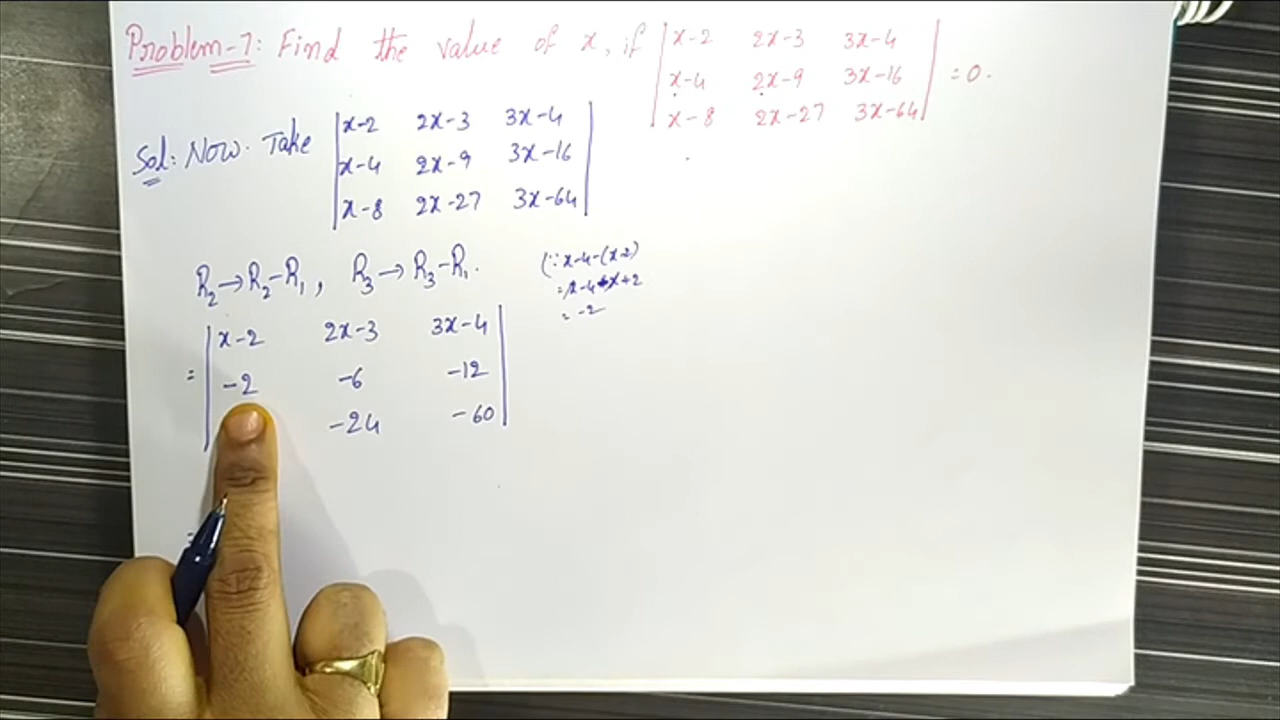 Problem-7: Find the value of x, if | x-2 2x-3 3x-4 |
| x-4 2x-9 3x-16 | =0.
| x-8 2x-27 3x-64 |
Sol: Now. Take | x-2 2x-3 3x-4 |
| x-4 2x-9 3x-16 |
| x-8 2x-27 3x-64 |
R₂→R₂-R₁, R₃→R₃-R₁.
(∵x-4-(x-2)
=x-4-x+2
= -2
| x-2 2x-3 3x-4 |
= | -2 -6 -12 |
| -24 -60 |
=